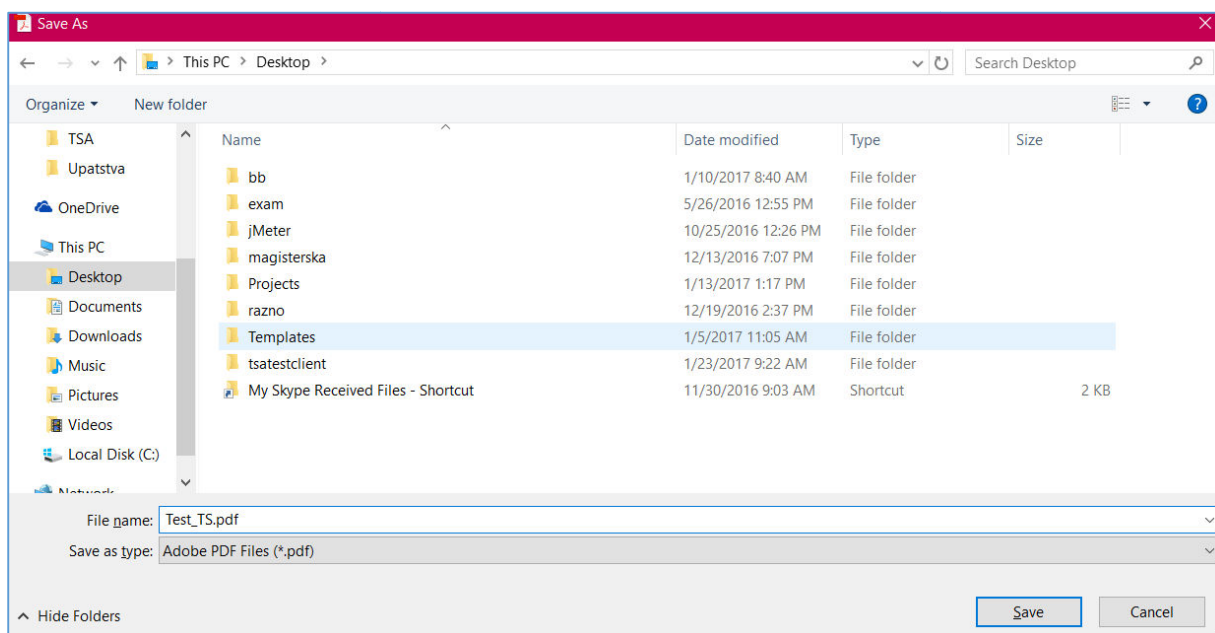 Save As
This PC > Desktop >
Search Desktop
Organize
New folder
Name
Date modified
Type
Size
TSA
Upatstva
OneDrive
This PC
Desktop
Documents
Downloads
Music
Pictures
Videos
Local Disk (C:)
Network
bb 1/10/2017 8:40 AM File folder
exam 5/26/2016 12:55 PM File folder
jMeter 10/25/2016 12:26 PM File folder
magisterska 12/13/2016 7:07 PM File folder
Projects 1/13/2017 1:17 PM File folder
razno 12/19/2016 2:37 PM File folder
Templates 1/5/2017 11:05 AM File folder
tsatestclient 1/23/2017 9:22 AM File folder
My Skype Received Files - Shortcut 11/30/2016 9:03 AM Shortcut 2 KB
File name: Test_TS.pdf
Save as type: Adobe PDF Files (*.pdf)
Hide Folders
Save
Cancel